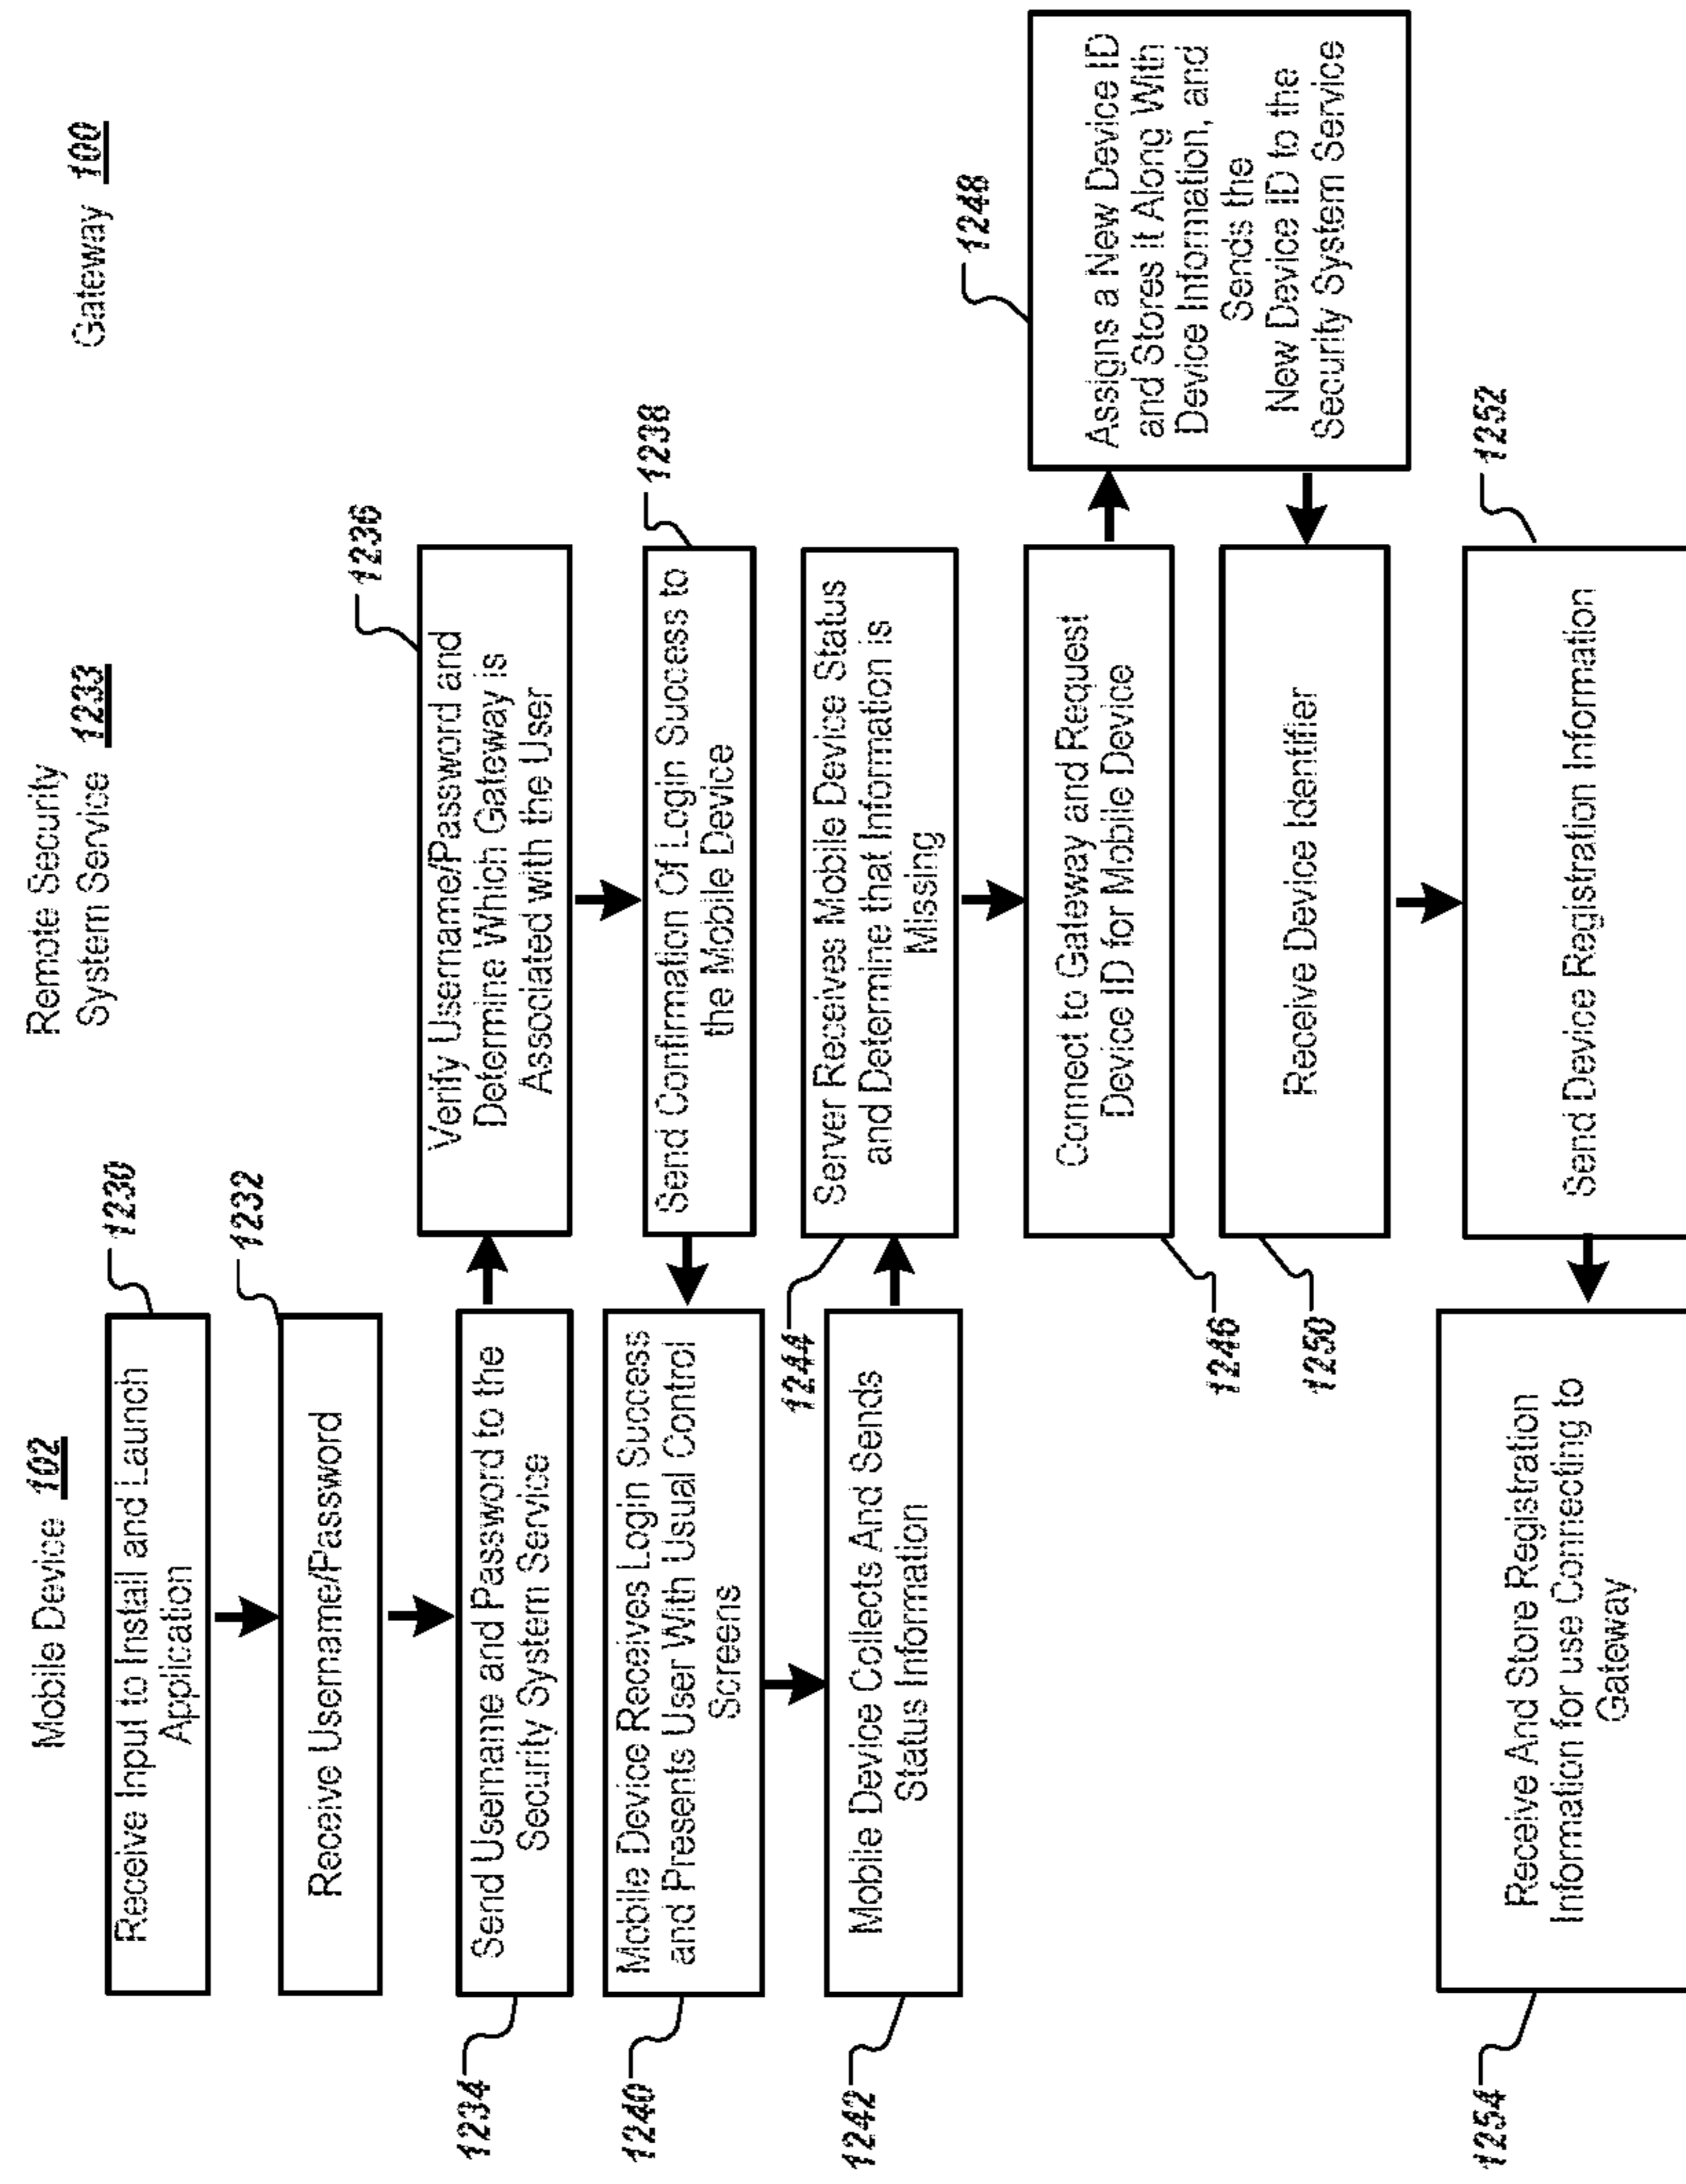 Mobile Device 102
Remote Security
System Service 1233
Gateway 100
1230
Receive Input to Install and Launch
Application
1232
Receive Username/Password
1234
Send Username and Password to the
Security System Service
1236
Verify Username/Password and
Determine Which Gateway is
Associated with the User
1238
Send Confirmation Of Login Success to
the Mobile Device
1240
Mobile Device Receives Login Success
and Presents User With Usual Control
Screens
1242
Mobile Device Collects And Sends
Status Information
1244
Server Receives Mobile Device Status
and Determine that Information is
Missing
1246
Connect to Gateway and Request
Device ID for Mobile Device
1248
Assigns a New Device ID
and Stores it Along With
Device Information, and
Sends the
New Device ID to the
Security System Service
1250
Receive Device Identifier
1252
Send Device Registration Information
1254
Receive And Store Registration
Information for use Connecting to
Gateway